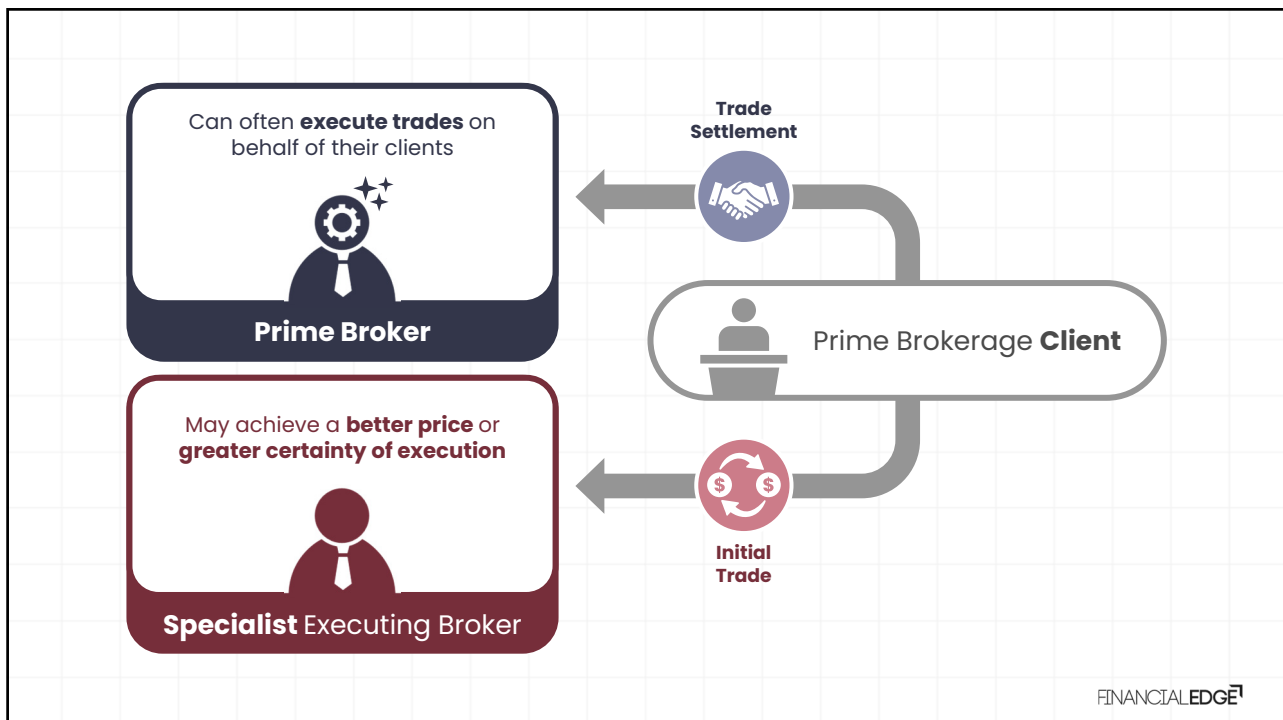 Can often execute trades on
behalf of their clients
Prime Broker
May achieve a better price or
greater certainty of execution
Specialist Executing Broker
Trade
Settlement
Prime Brokerage Client
$ $
Initial
Trade
FINANCIALEDGE